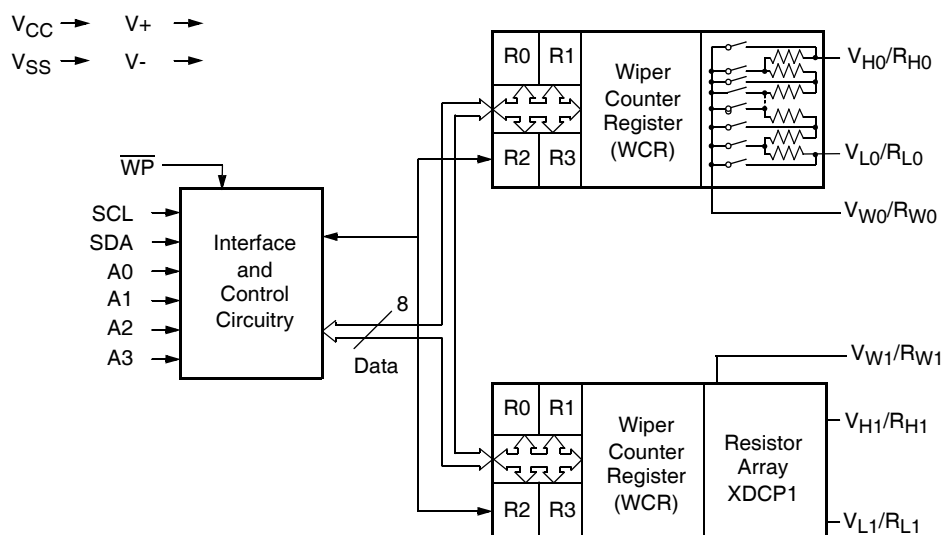 VCC V+
VSS V-
R0 R1
R2 R3
Wiper
Counter
Register
(WCR)
VH0/RH0
VL0/RL0
VW0/RW0
WP
SCL
SDA
A0
A1
A2
A3
Interface
and
Control
Circuitry
8
Data
VW1/RW1
R0 R1
R2 R3
Wiper
Counter
Register
(WCR)
Resistor
Array
XDCP1
VH1/RH1
VL1/RL1